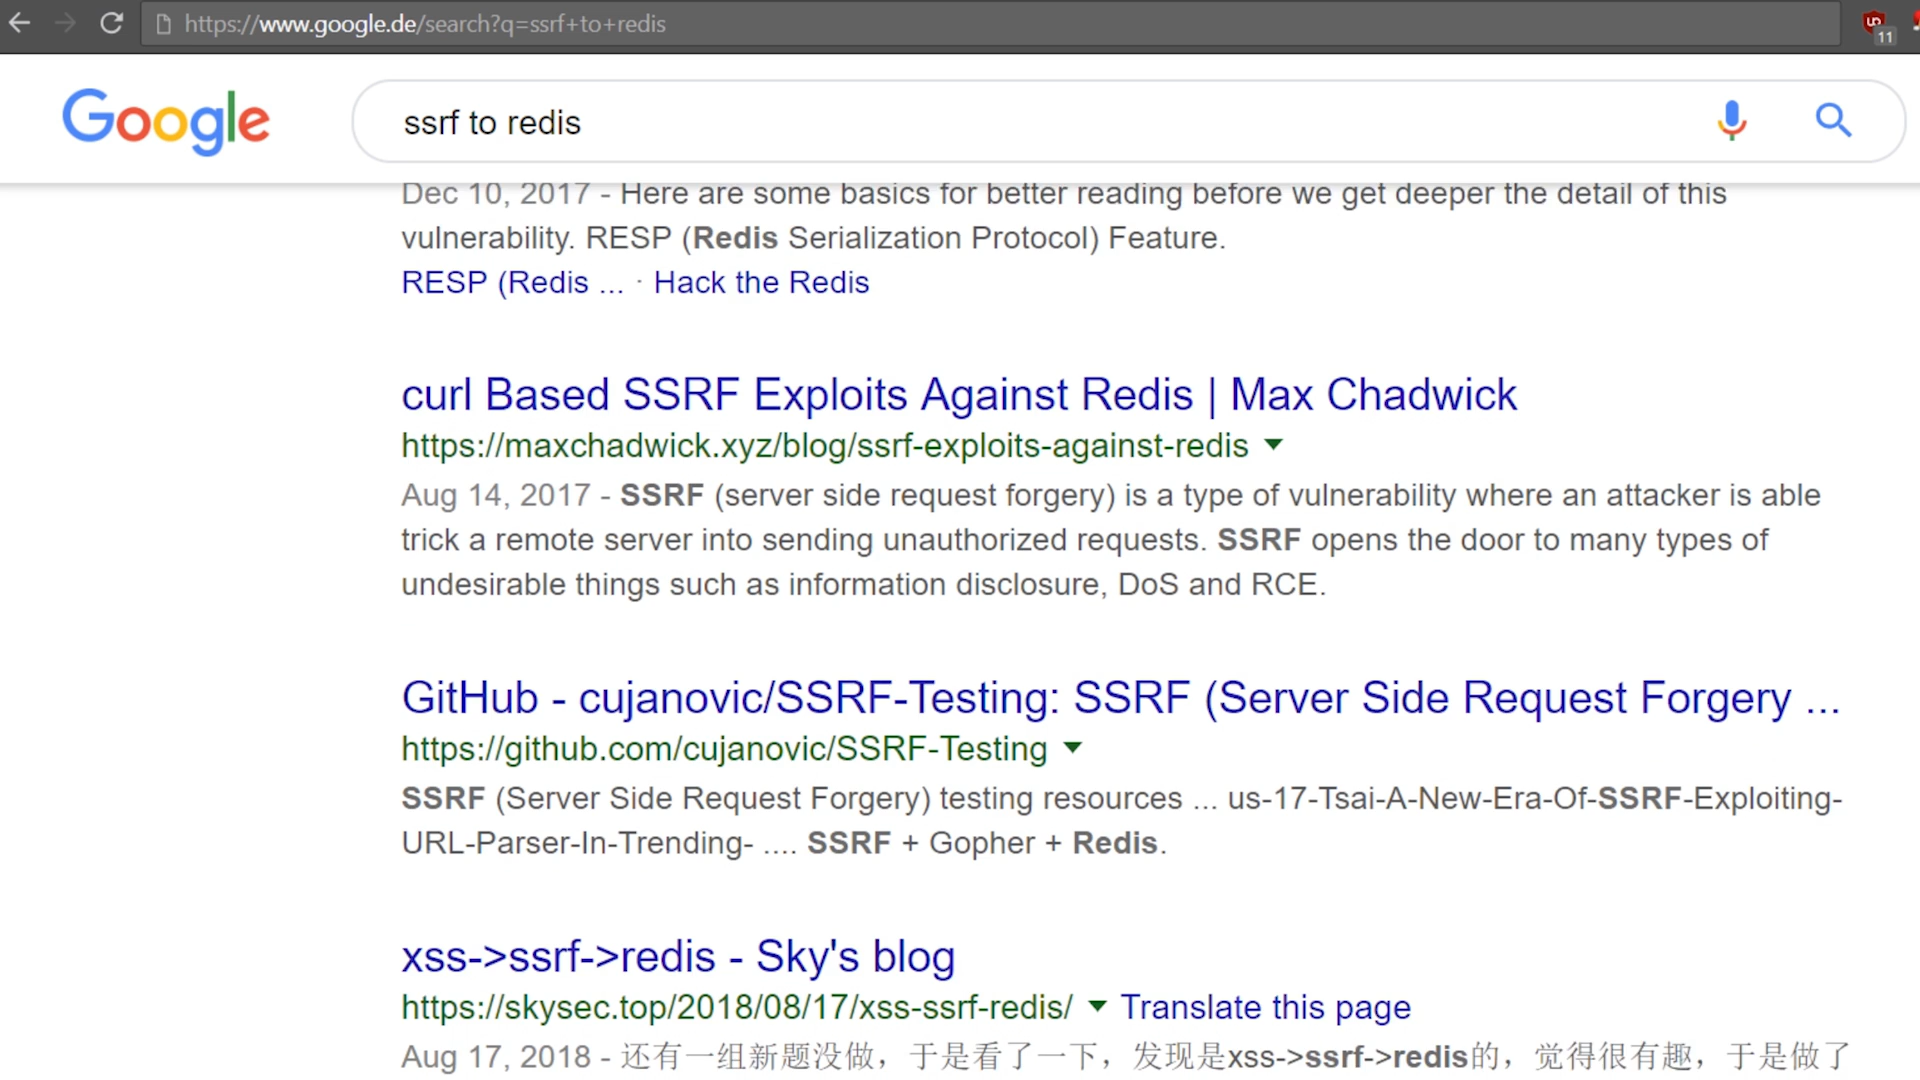 https://www.google.de/search?q=ssrf+to+redis
11
Google
ssrf to redis
Dec 10, 2017 - Here are some basics for better reading before we get deeper the detail of this
vulnerability. RESP (Redis Serialization Protocol) Feature.
RESP (Redis ... · Hack the Redis
curl Based SSRF Exploits Against Redis | Max Chadwick
https://maxchadwick.xyz/blog/ssrf-exploits-against-redis
Aug 14, 2017 - SSRF (server side request forgery) is a type of vulnerability where an attacker is able
trick a remote server into sending unauthorized requests. SSRF opens the door to many types of
undesirable things such as information disclosure, DoS and RCE.
GitHub - cujanovic/SSRF-Testing: SSRF (Server Side Request Forgery ...
https://github.com/cujanovic/SSRF-Testing
SSRF (Server Side Request Forgery) testing resources ... us-17-Tsai-A-New-Era-Of-SSRF-Exploiting-
URL-Parser-In-Trending- .... SSRF + Gopher + Redis.
xss->ssrf->redis - Sky's blog
https://skysec.top/2018/08/17/xss-ssrf-redis/ Translate this page
Aug 17, 2018 - 还有一组新题没做，于是看了一下，发现是xss->ssrf->redis的，觉得很有趣，于是做了